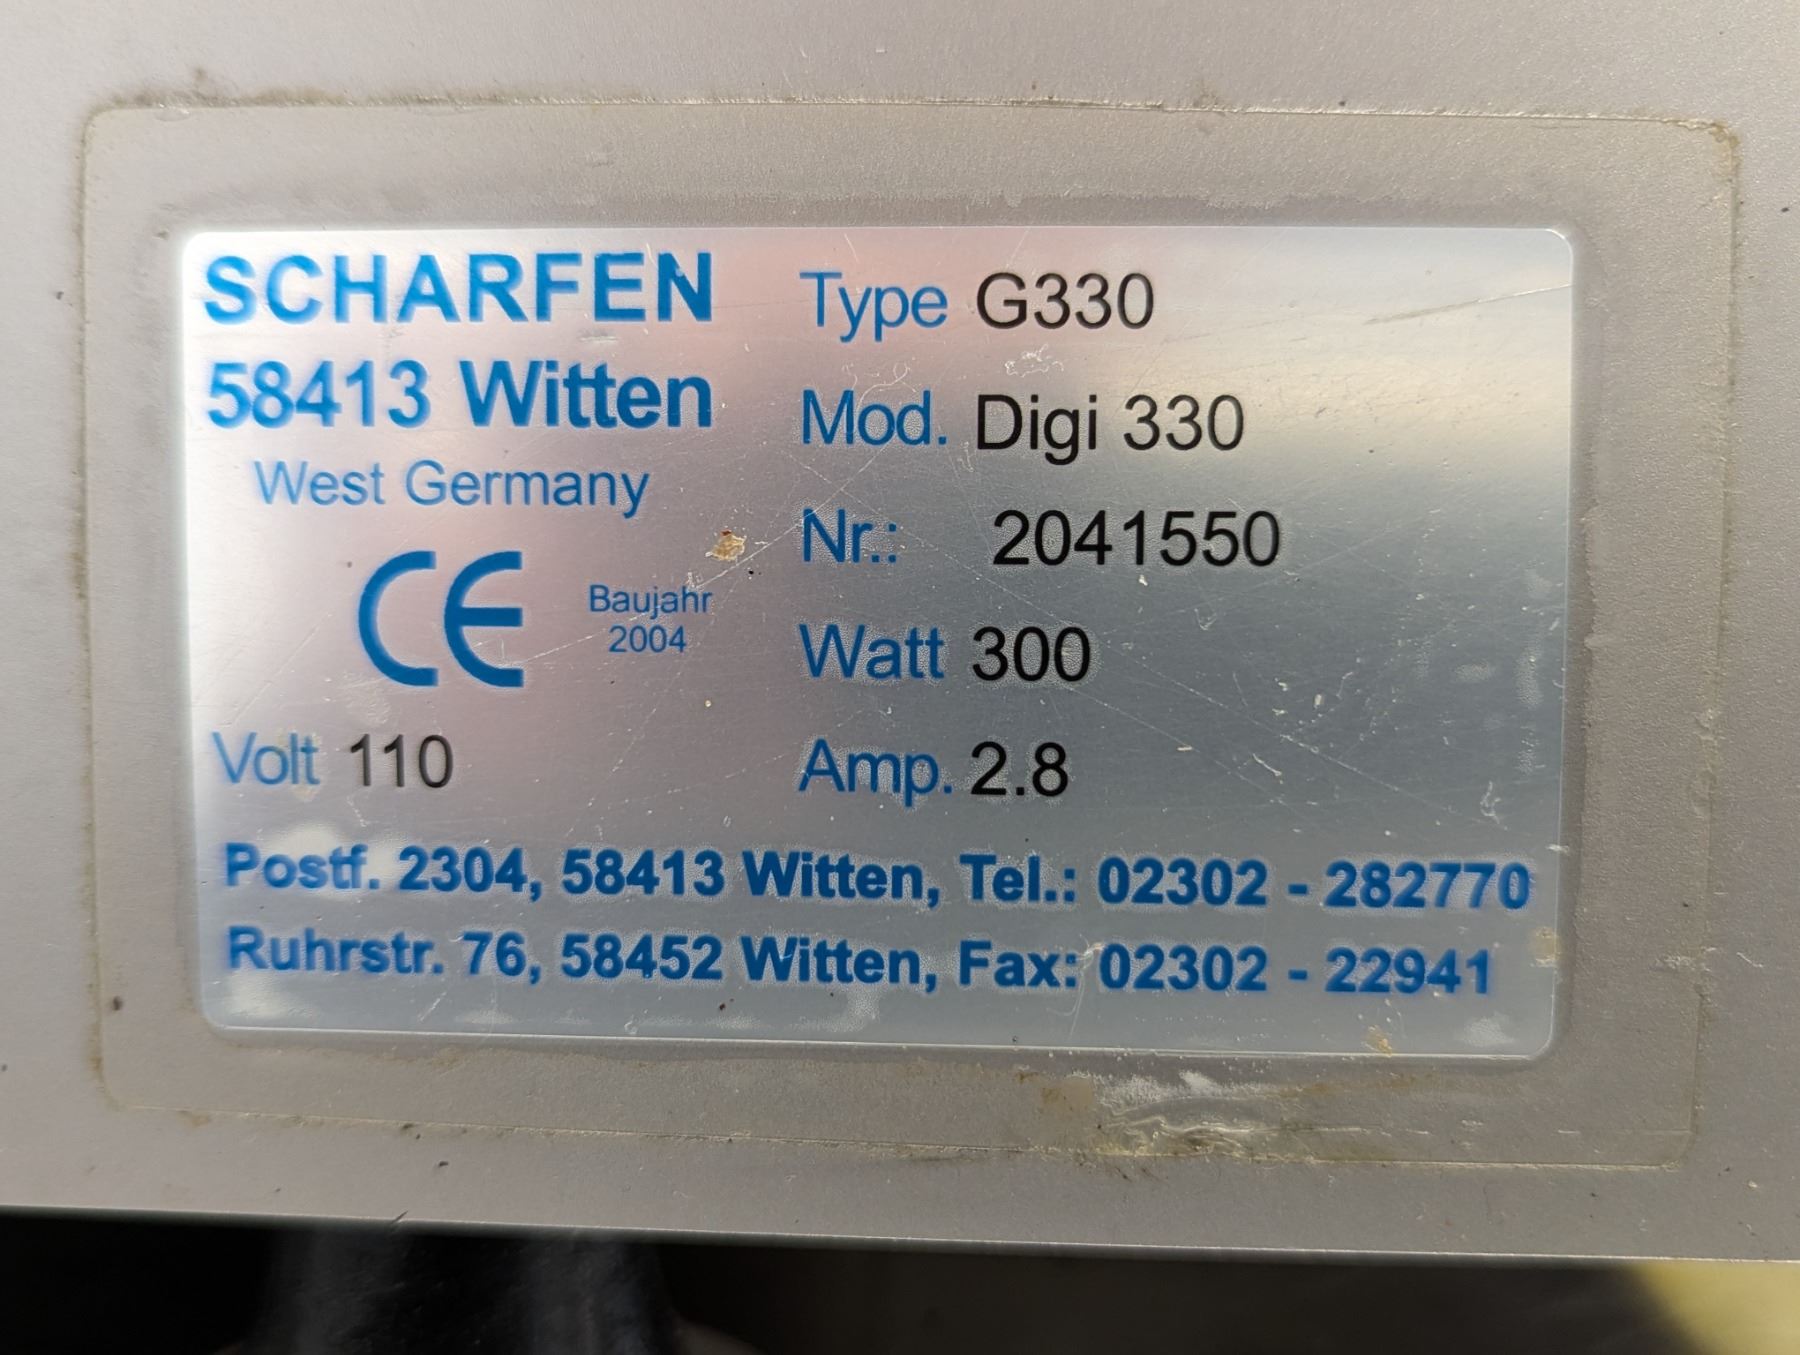 SCHARFEN
58413 Witten
West Germany
CE
Baujahr
2004
Volt 110
Type G330
Mod. Digi 330
Nr.: 2041550
Watt 300
Amp. 2.8
Postf. 2304, 58413 Witten, Tel.: 02302 - 282770
Ruhrstr. 76, 58452 Witten, Fax: 02302 - 22941